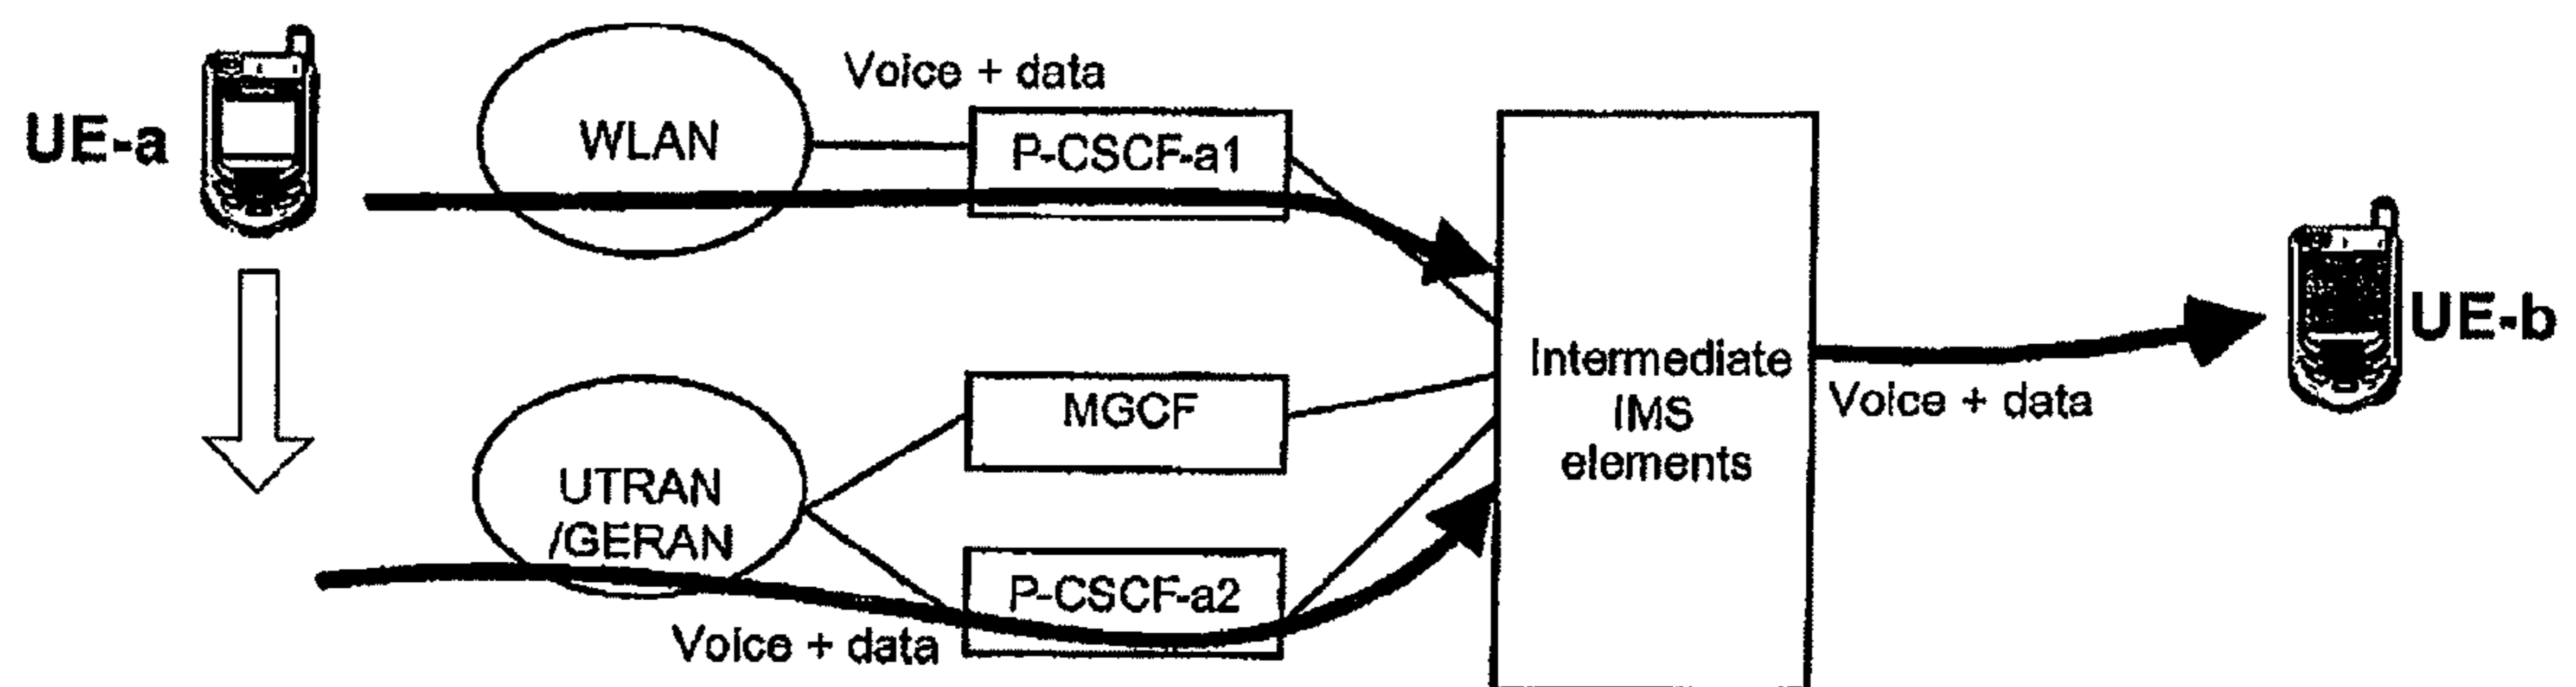 UE-a
WLAN
Voice + data
P-CSCF-a1
MGCF
UTRAN
/GERAN
P-CSCF-a2
Voice + data
Intermediate
IMS
elements
Voice + data
UE-b